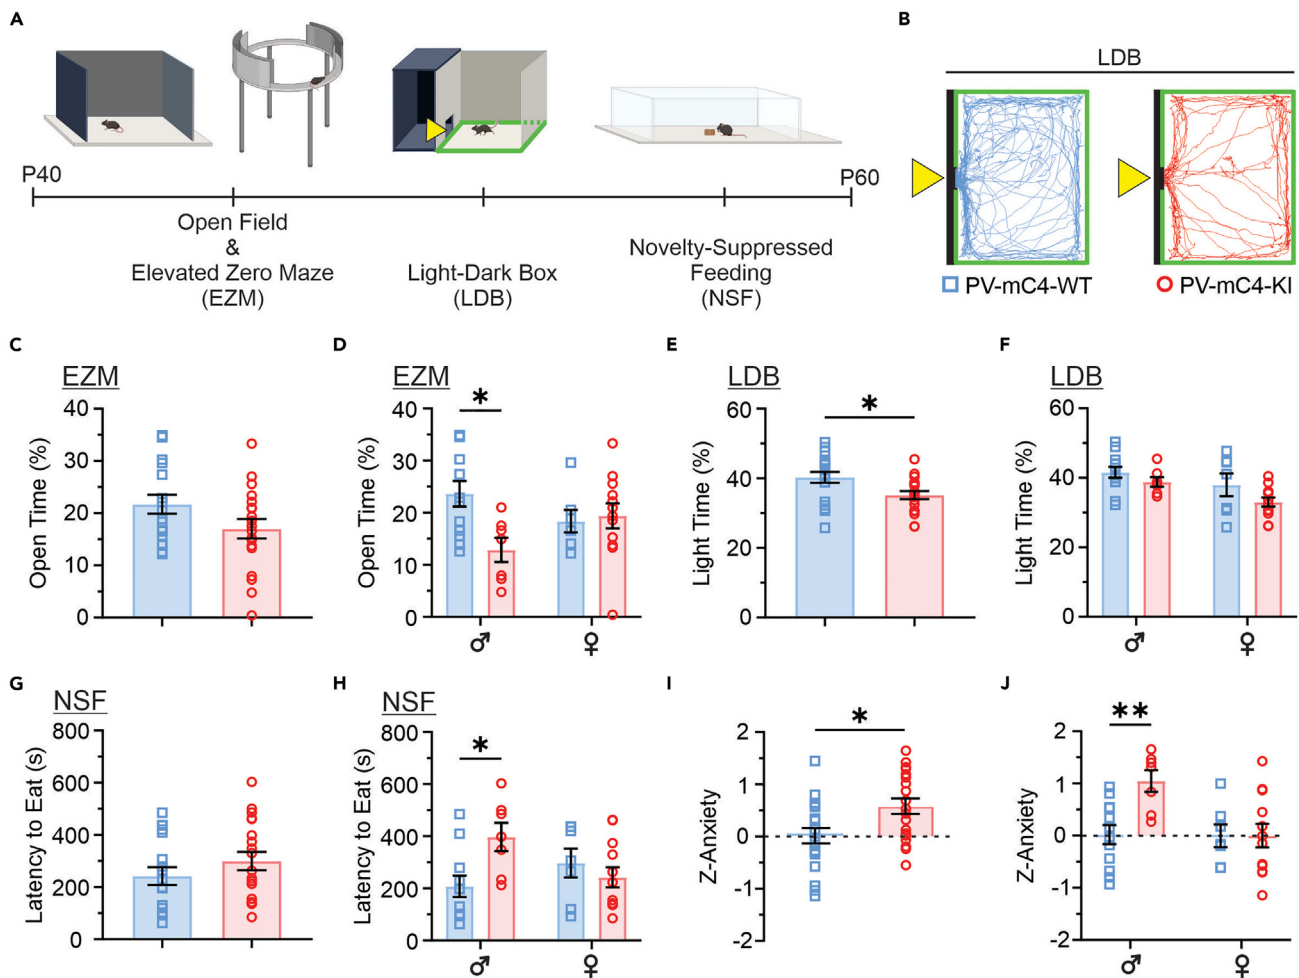 A
B
LDB
P40
P60
Open Field
&
Elevated Zero Maze
(EZM)
Light-Dark Box
(LDB)
Novelty-Suppressed
Feeding
(NSF)
PV-mC4-WT
PV-mC4-KI
C
EZM
Open Time (%)
40
30
20
10
0
D
EZM
Open Time (%)
40
30
20
10
0
*
♂
♀
E
LDB
Light Time (%)
60
40
20
0
*
F
LDB
Light Time (%)
60
40
20
0
♂
♀
G
NSF
Latency to Eat (s)
800
600
400
200
0
H
NSF
Latency to Eat (s)
800
600
400
200
0
*
♂
♀
I
Z-Anxiety
2
1
0
-1
-2
*
J
Z-Anxiety
2
1
0
-1
-2
**
♂
♀